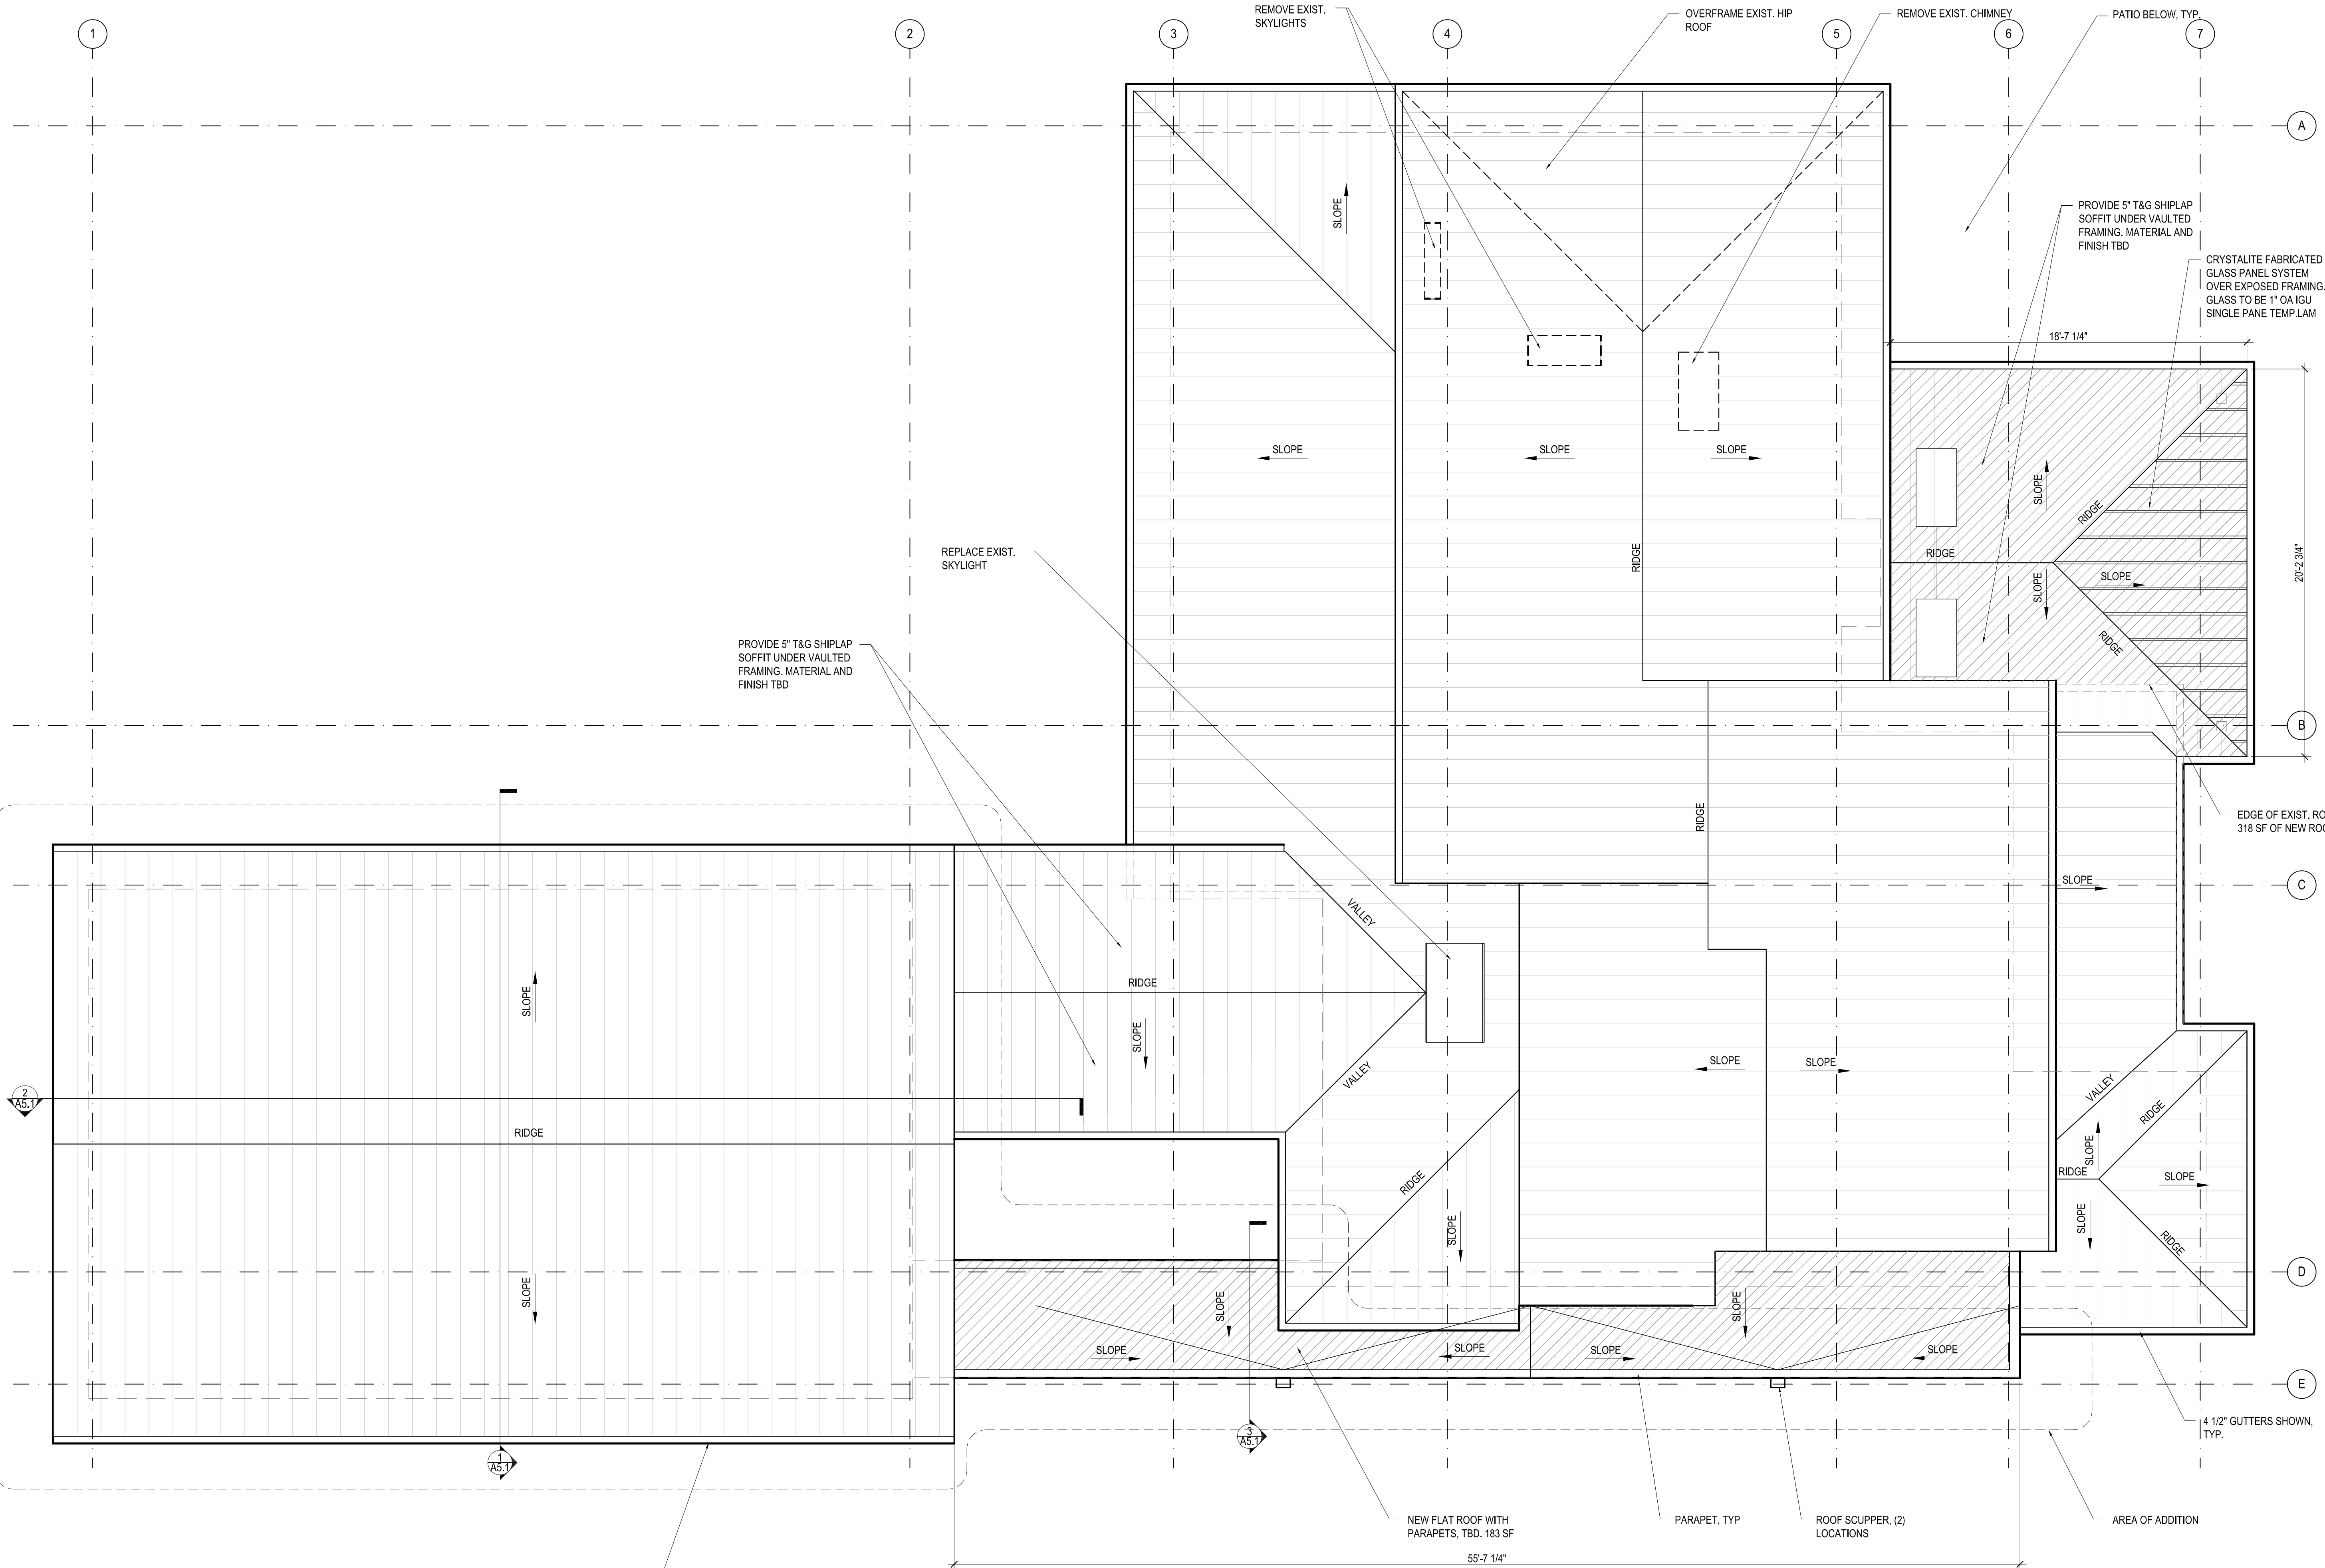 1
2
3
4
5
6
7
REMOVE EXIST.
SKYLIGHTS
OVERFRAME EXIST. HIP
ROOF
REMOVE EXIST. CHIMNEY
PATIO BELOW, TYP.
A
SLOPE
PROVIDE 5" T&G SHIPLAP
SOFFIT UNDER VAULTED
FRAMING. MATERIAL AND
FINISH TBD
CRYSTALITE FABRICATED
GLASS PANEL SYSTEM
OVER EXPOSED FRAMING.
GLASS TO BE 1" OA IGU
SINGLE PANE TEMP.LAM
18'-7 1/4"
SLOPE
SLOPE
SLOPE
SLOPE
RIDGE
RIDGE
RIDGE
SLOPE
SLOPE
RIDGE
20'-2 3/4"
REPLACE EXIST.
SKYLIGHT
PROVIDE 5" T&G SHIPLAP
SOFFIT UNDER VAULTED
FRAMING. MATERIAL AND
FINISH TBD
B
RIDGE
EDGE OF EXIST.
318 SF OF NEW
SLOPE
C
VALLEY
RIDGE
SLOPE
SLOPE
VALLEY
SLOPE
SLOPE
2
A5.1
RIDGE
VALLEY
RIDGE
SLOPE
RIDGE
SLOPE
RIDGE
SLOPE
SLOPE
RIDGE
D
SLOPE
SLOPE
SLOPE
SLOPE
SLOPE
SLOPE
SLOPE
E
1
A5.1
3
A5.1
4 1/2" GUTTERS SHOWN,
TYP.
NEW FLAT ROOF WITH
PARAPETS, TBD. 183 SF
PARAPET, TYP
ROOF SCUPPER, (2)
LOCATIONS
AREA OF ADDITION
55'-7 1/4"